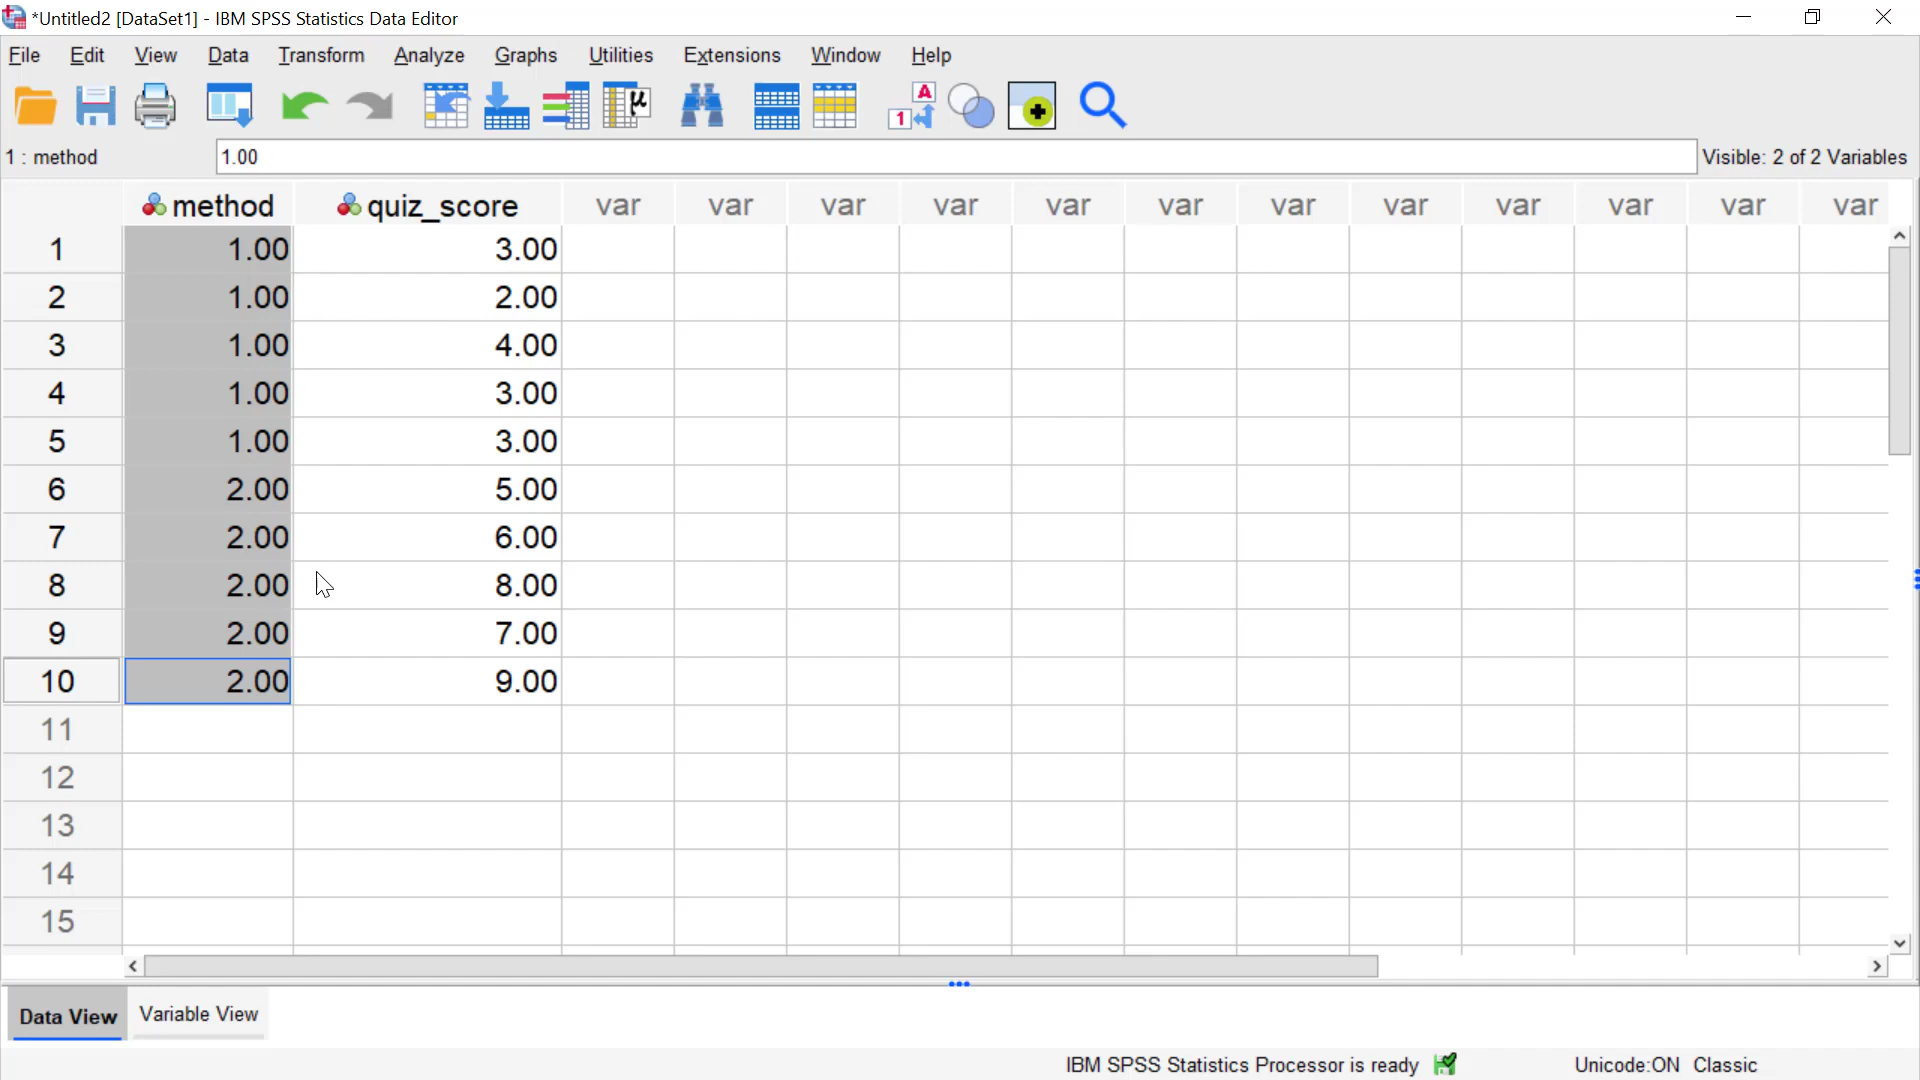 *Untitled2 [DataSet1] - IBM SPSS Statistics Data Editor
File Edit View Data Transform Analyze Graphs Utilities Extensions Window Help
µ A 1
1 : method 1.00 Visible: 2 of 2 Variables
method quiz_score var var var var var var var var var var var var
1 1.00 3.00
2 1.00 2.00
3 1.00 4.00
4 1.00 3.00
5 1.00 3.00
6 2.00 5.00
7 2.00 6.00
8 2.00 8.00
9 2.00 7.00
10 2.00 9.00
11
12
13
14
15
Data View Variable View
IBM SPSS Statistics Processor is ready Unicode:ON Classic